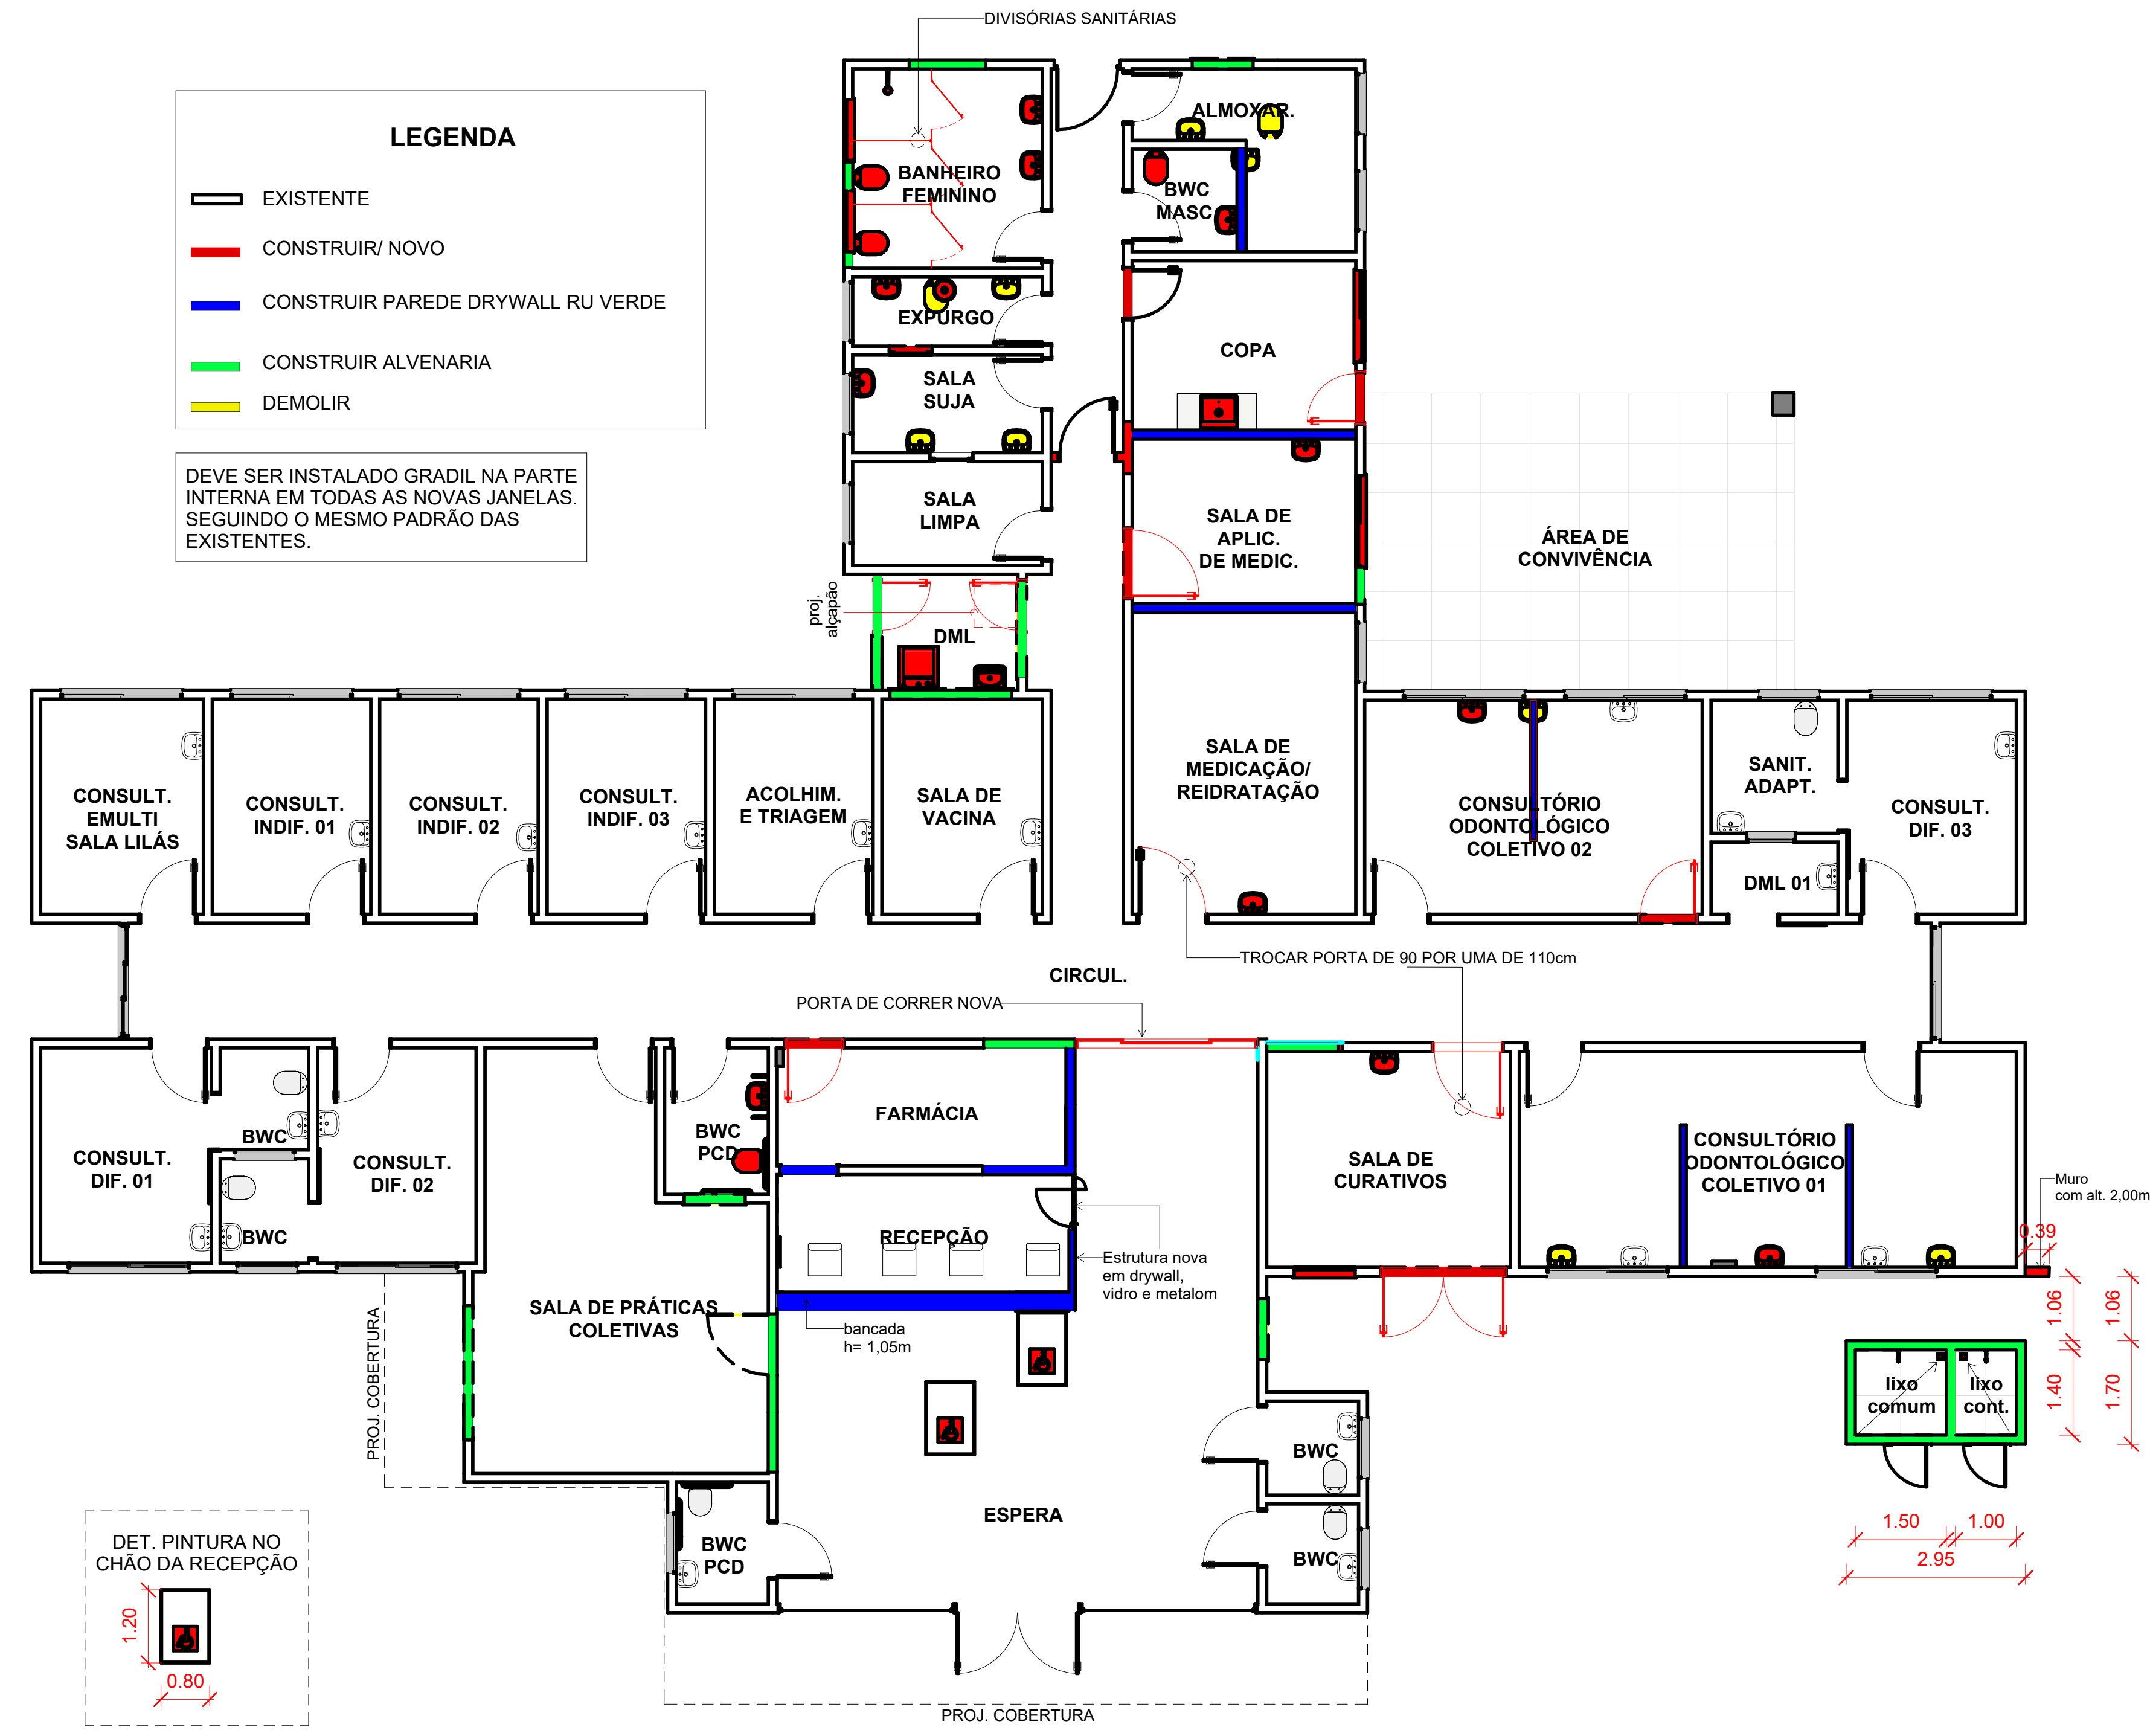 DIVISÓRIAS SANITÁRIAS
LEGENDA
EXISTENTE
CONSTRUIR/ NOVO
CONSTRUIR PAREDE DRYWALL RU VERDE
CONSTRUIR ALVENARIA
DEMOLIR
DEVE SER INSTALADO GRADIL NA PARTE
INTERNA EM TODAS AS NOVAS JANELAS.
SEGUINDO O MESMO PADRÃO DAS
EXISTENTES.
ALMOXAR.
BANHEIRO
FEMININO
BWC
MASC
EXPURGO
COPA
SALA
SUJA
SALA
LIMPA
SALA DE
APLIC.
DE MEDIC.
ÁREA DE
CONVIVÊNCIA
proj.
alçapão
DML
CONSULT.
EMULTI
SALA LILÁS
CONSULT.
INDIF. 01
CONSULT.
INDIF. 02
CONSULT.
INDIF. 03
ACOLHIM.
E TRIAGEM
SALA DE
VACINA
SALA DE
MEDICAÇÃO/
REIDRATAÇÃO
CONSULTÓRIO
ODONTOLÓGICO
COLETIVO 02
SANIT.
ADAPT.
DML 01
CONSULT.
DIF. 03
TROCAR PORTA DE 90 POR UMA DE 110cm
CIRCUL.
PORTA DE CORRER NOVA
CONSULT.
DIF. 01
BWC
BWC
CONSULT.
DIF. 02
BWC
PCD
FARMÁCIA
RECEPÇÃO
SALA DE
CURATIVOS
CONSULTÓRIO
ODONTOLÓGICO
COLETIVO 01
Muro
com alt. 2,00m
0.39
Estrutura nova
em drywall,
vidro e metalom
SALA DE PRÁTICAS
COLETIVAS
bancada
h= 1,05m
PROJ. COBERTURA
1.06
1.06
1.40
1.70
lixo
comum
lixo
cont.
1.50
1.00
2.95
BWC
BWC
ESPERA
BWC
PCD
DET. PINTURA NO
CHÃO DA RECEPÇÃO
1.20
0.80
PROJ. COBERTURA